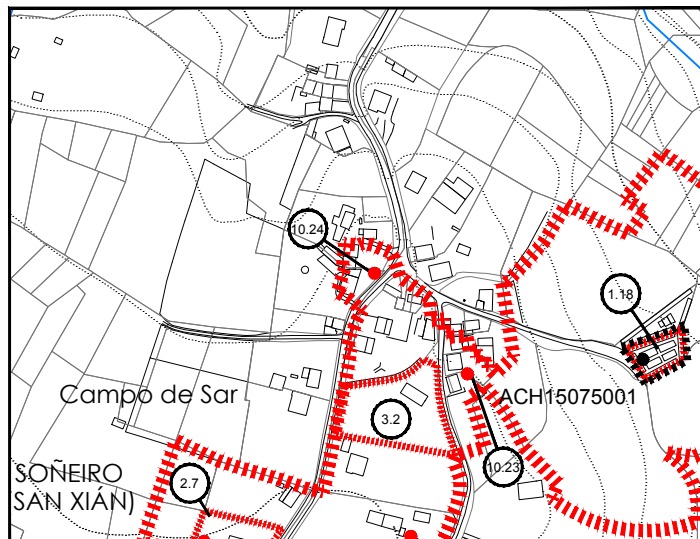 10.24
1.18
Campo de Sar
ACH15075001
3.2
SOÑEIRO
SAN XIÁN)
2.7
10.23